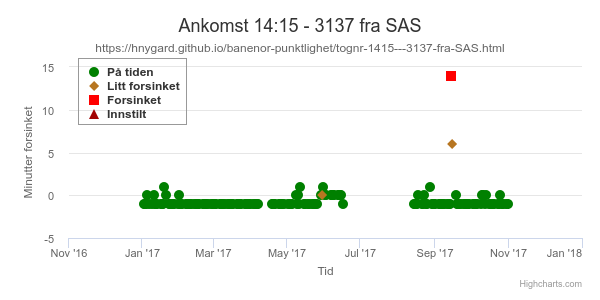 Ankomst 14:15 - 3137 fra SAS
https://hnygard.github.io/banenor-punktlighet/tognr-1415---3137-fra-SAS.html
På tiden
Litt forsinket
Forsinket
Innstilt
Minutter forsinket
15
10
5
0
-5
Nov '16
Jan '17
Mar '17
May '17
Jul '17
Sep '17
Nov '17
Jan '18
Tid
Highcharts.com